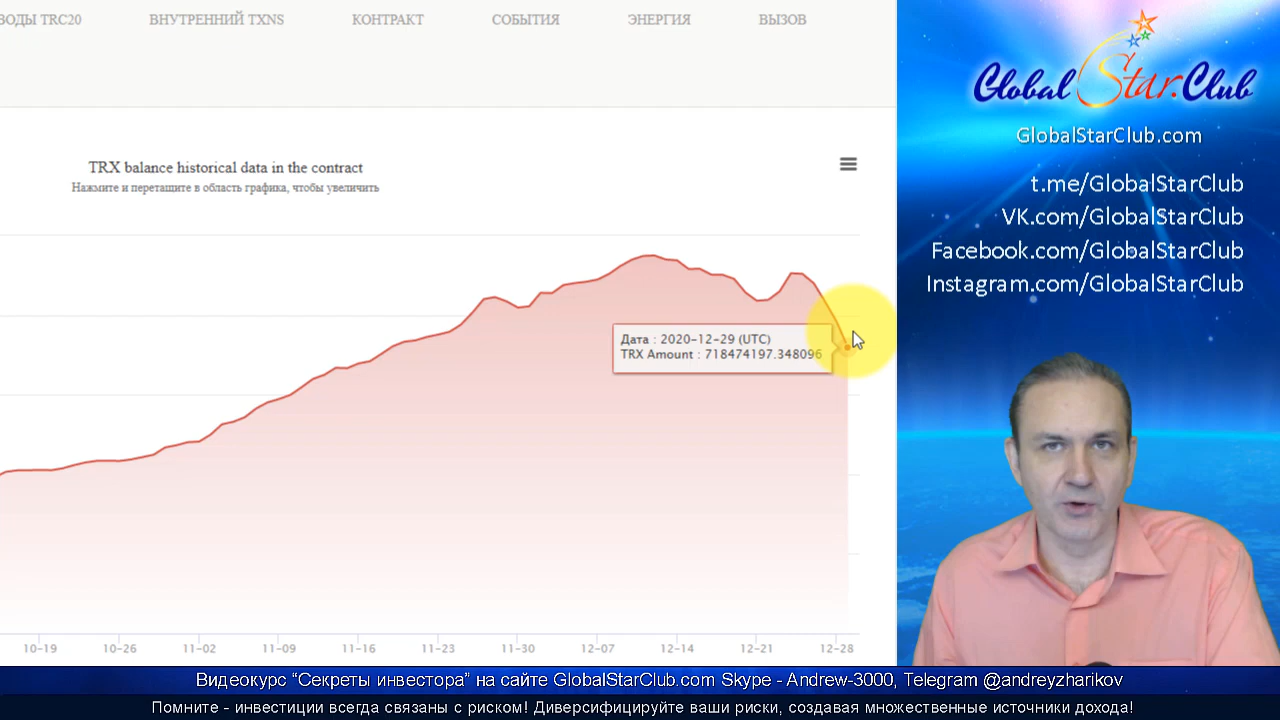 ВОДЫ TRC20 ВНУТРЕННИЙ TXNS КОНТРАКТ СОБЫТИЯ ЭНЕРГИЯ ВЫЗОВ
TRX balance historical data in the contract
Нажмите и перетащите в область графика, чтобы увеличить
Дата : 2020-12-29 (UTC)
TRX Amount : 718474197.348096
10-19 10-26 11-02 11-09 11-16 11-23 11-30 12-07 12-14 12-21 12-28
Global Star.Club
GlobalStarClub.com
t.me/GlobalStarClub
VK.com/GlobalStarClub
Facebook.com/GlobalStarClub
Instagram.com/GlobalStarClub
Видеокурс "Секреты инвестора" на сайте GlobalStarClub.com Skype - Andrew-3000, Telegram @andreyzharikov
Помните - инвестиции всегда связаны с риском! Диверсифицируйте ваши риски, создавая множественные источники дохода!